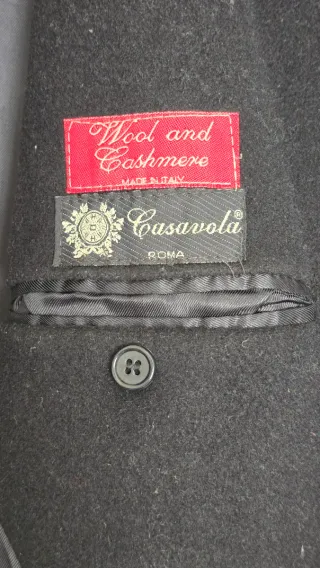 Wool and
Cashmere
MADE IN ITALY
Casavola®
ROMA